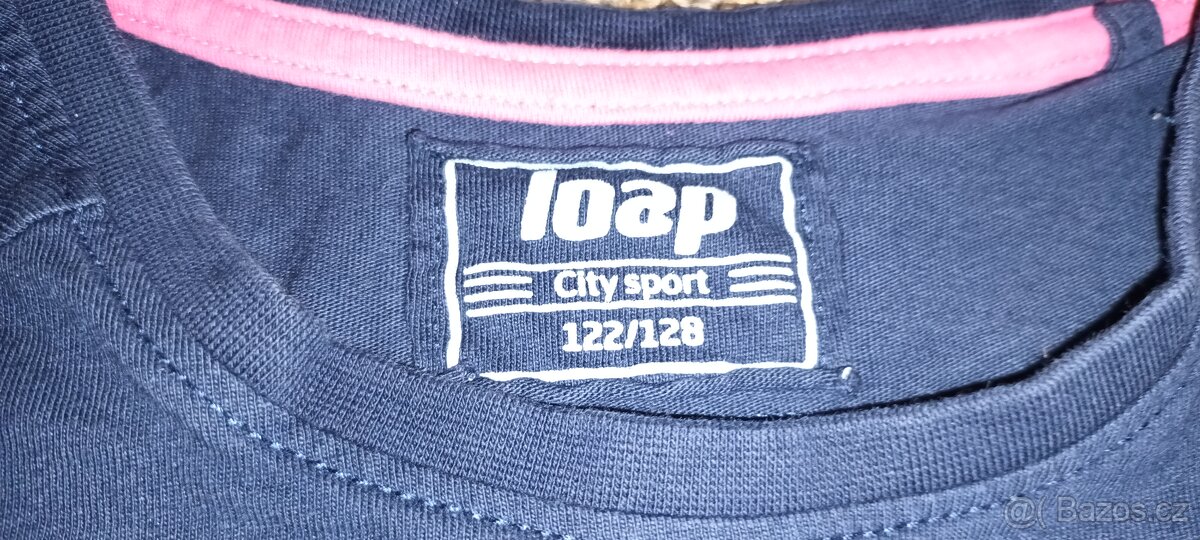 loap
City sport
122/128
@( Bazos.cz